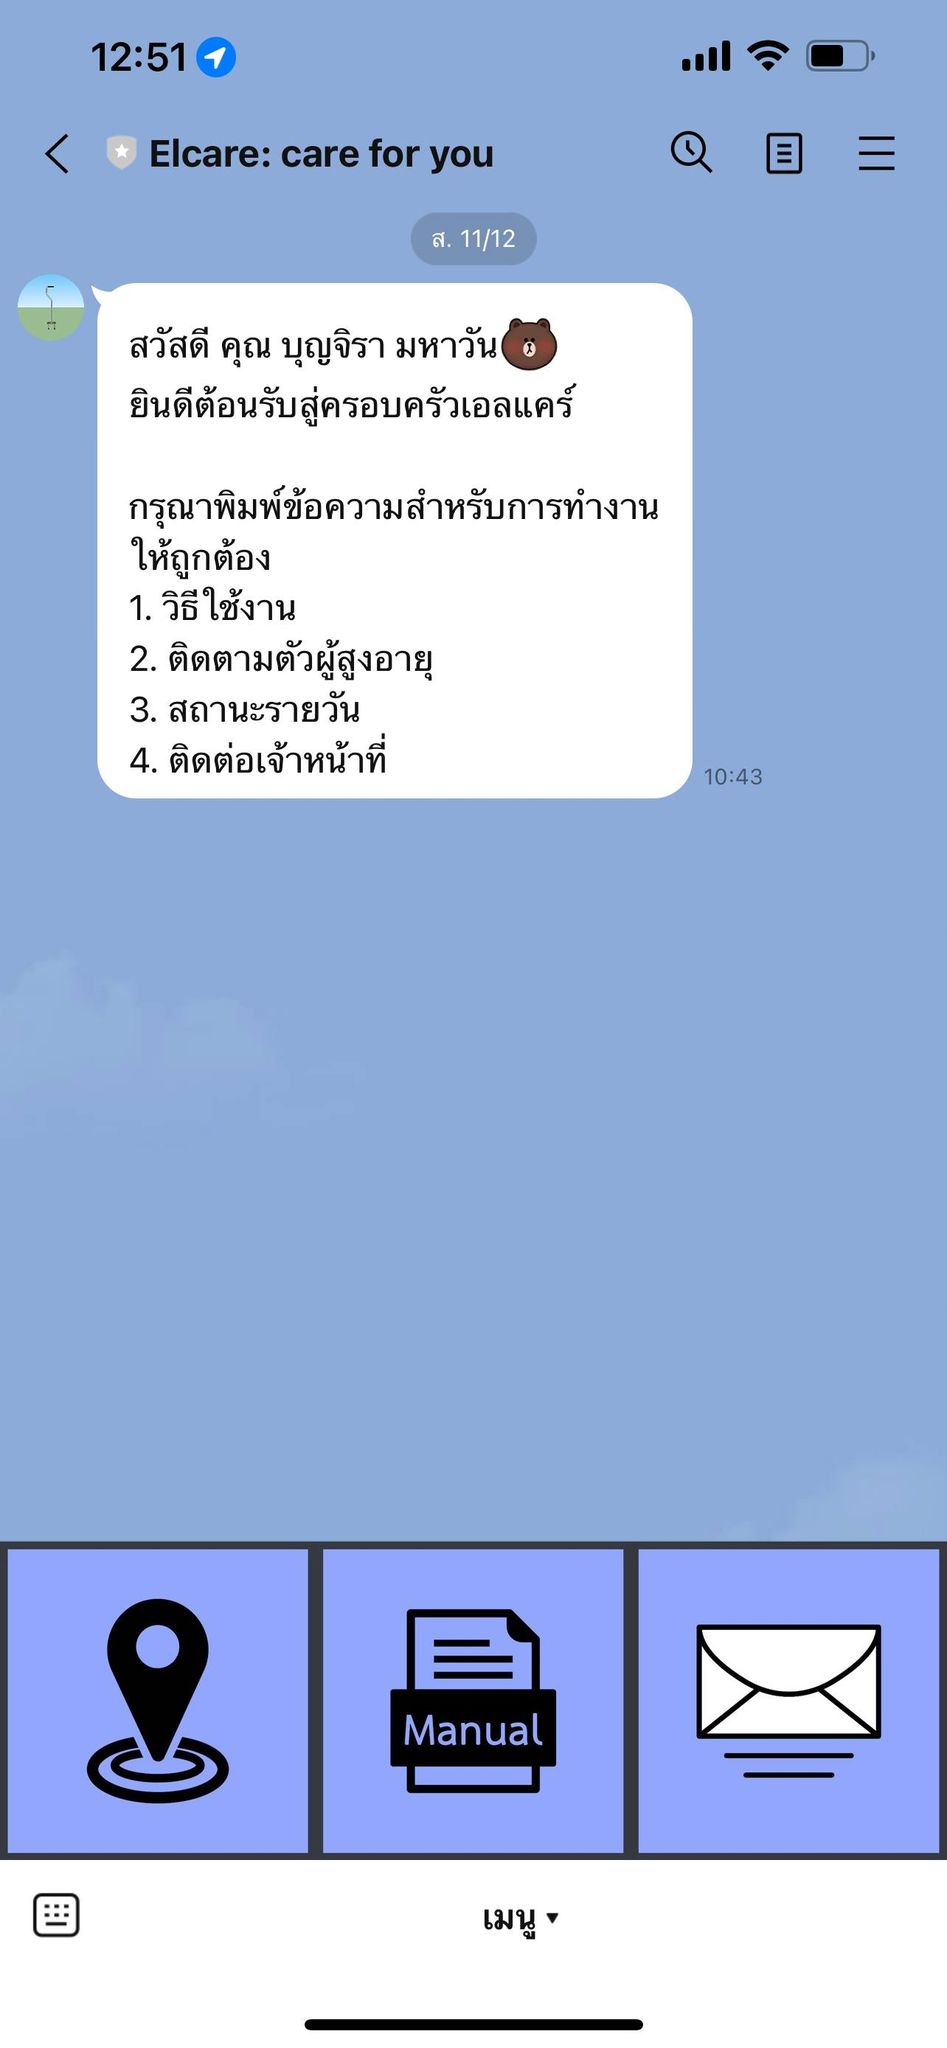 12:51
Elcare: care for you
ส. 11/12
สวัสดี คุณ บุญจิรา มหาวัน
ยินดีต้อนรับสู่ครอบครัวเอลแคร์
กรุณาพิมพ์ข้อความสำหรับการทำงาน
ให้ถูกต้อง
1. วิธีใช้งาน
2. ติดตามตัวผู้สูงอายุ
3. สถานะรายวัน
4. ติดต่อเจ้าหน้าที่
10:43
Manual
เมนู